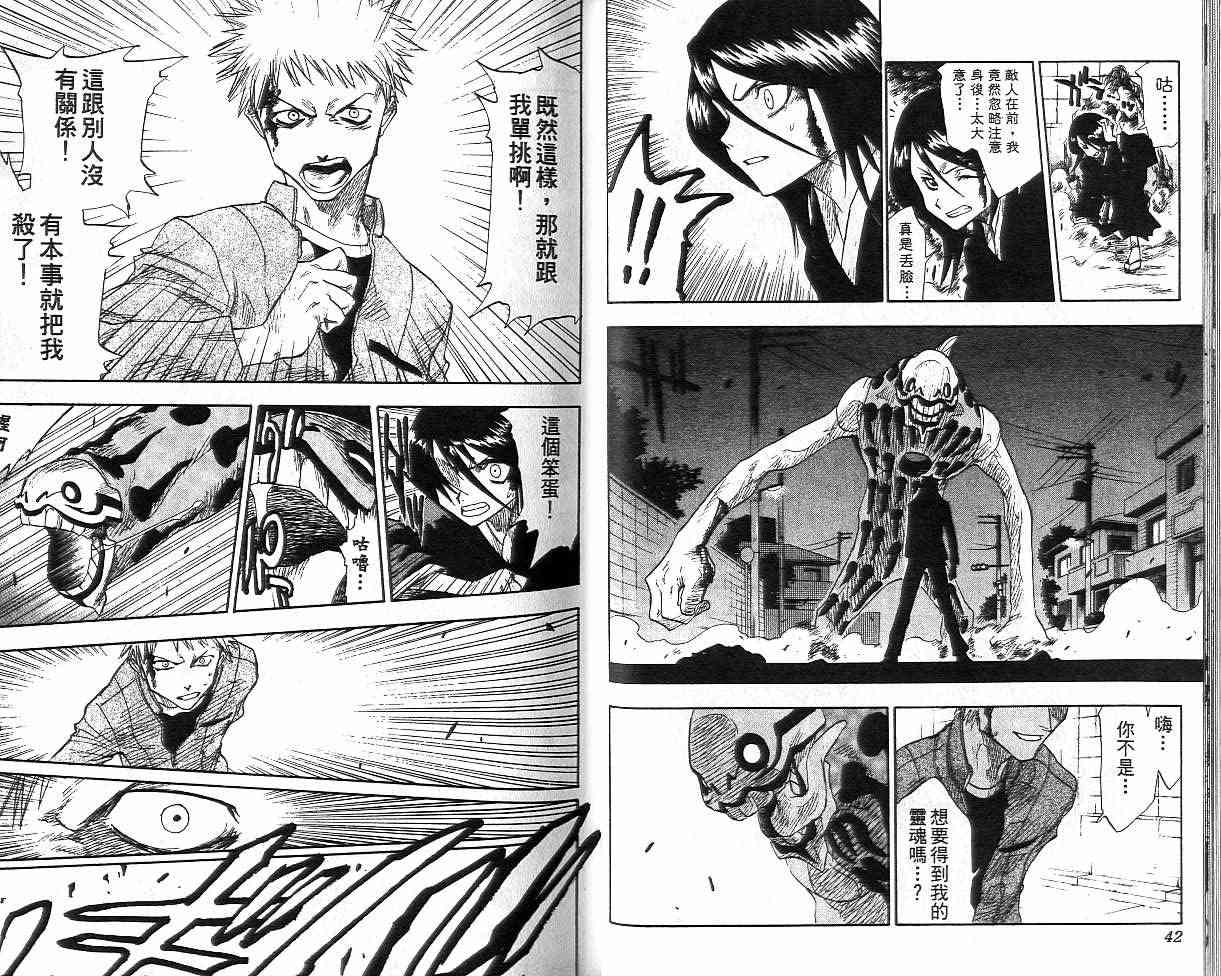 咕……
敵人在前，我
竟然忽略注意
身後…太大
意了…
真是丟臉…
嗨…
你不是…
想要得到我的
靈魂嗎…？
42
既然這樣，那就跟
我單挑啊！
這跟別人沒
有關係！
有本事就把我
殺了！
這個笨蛋！
咕嚕…